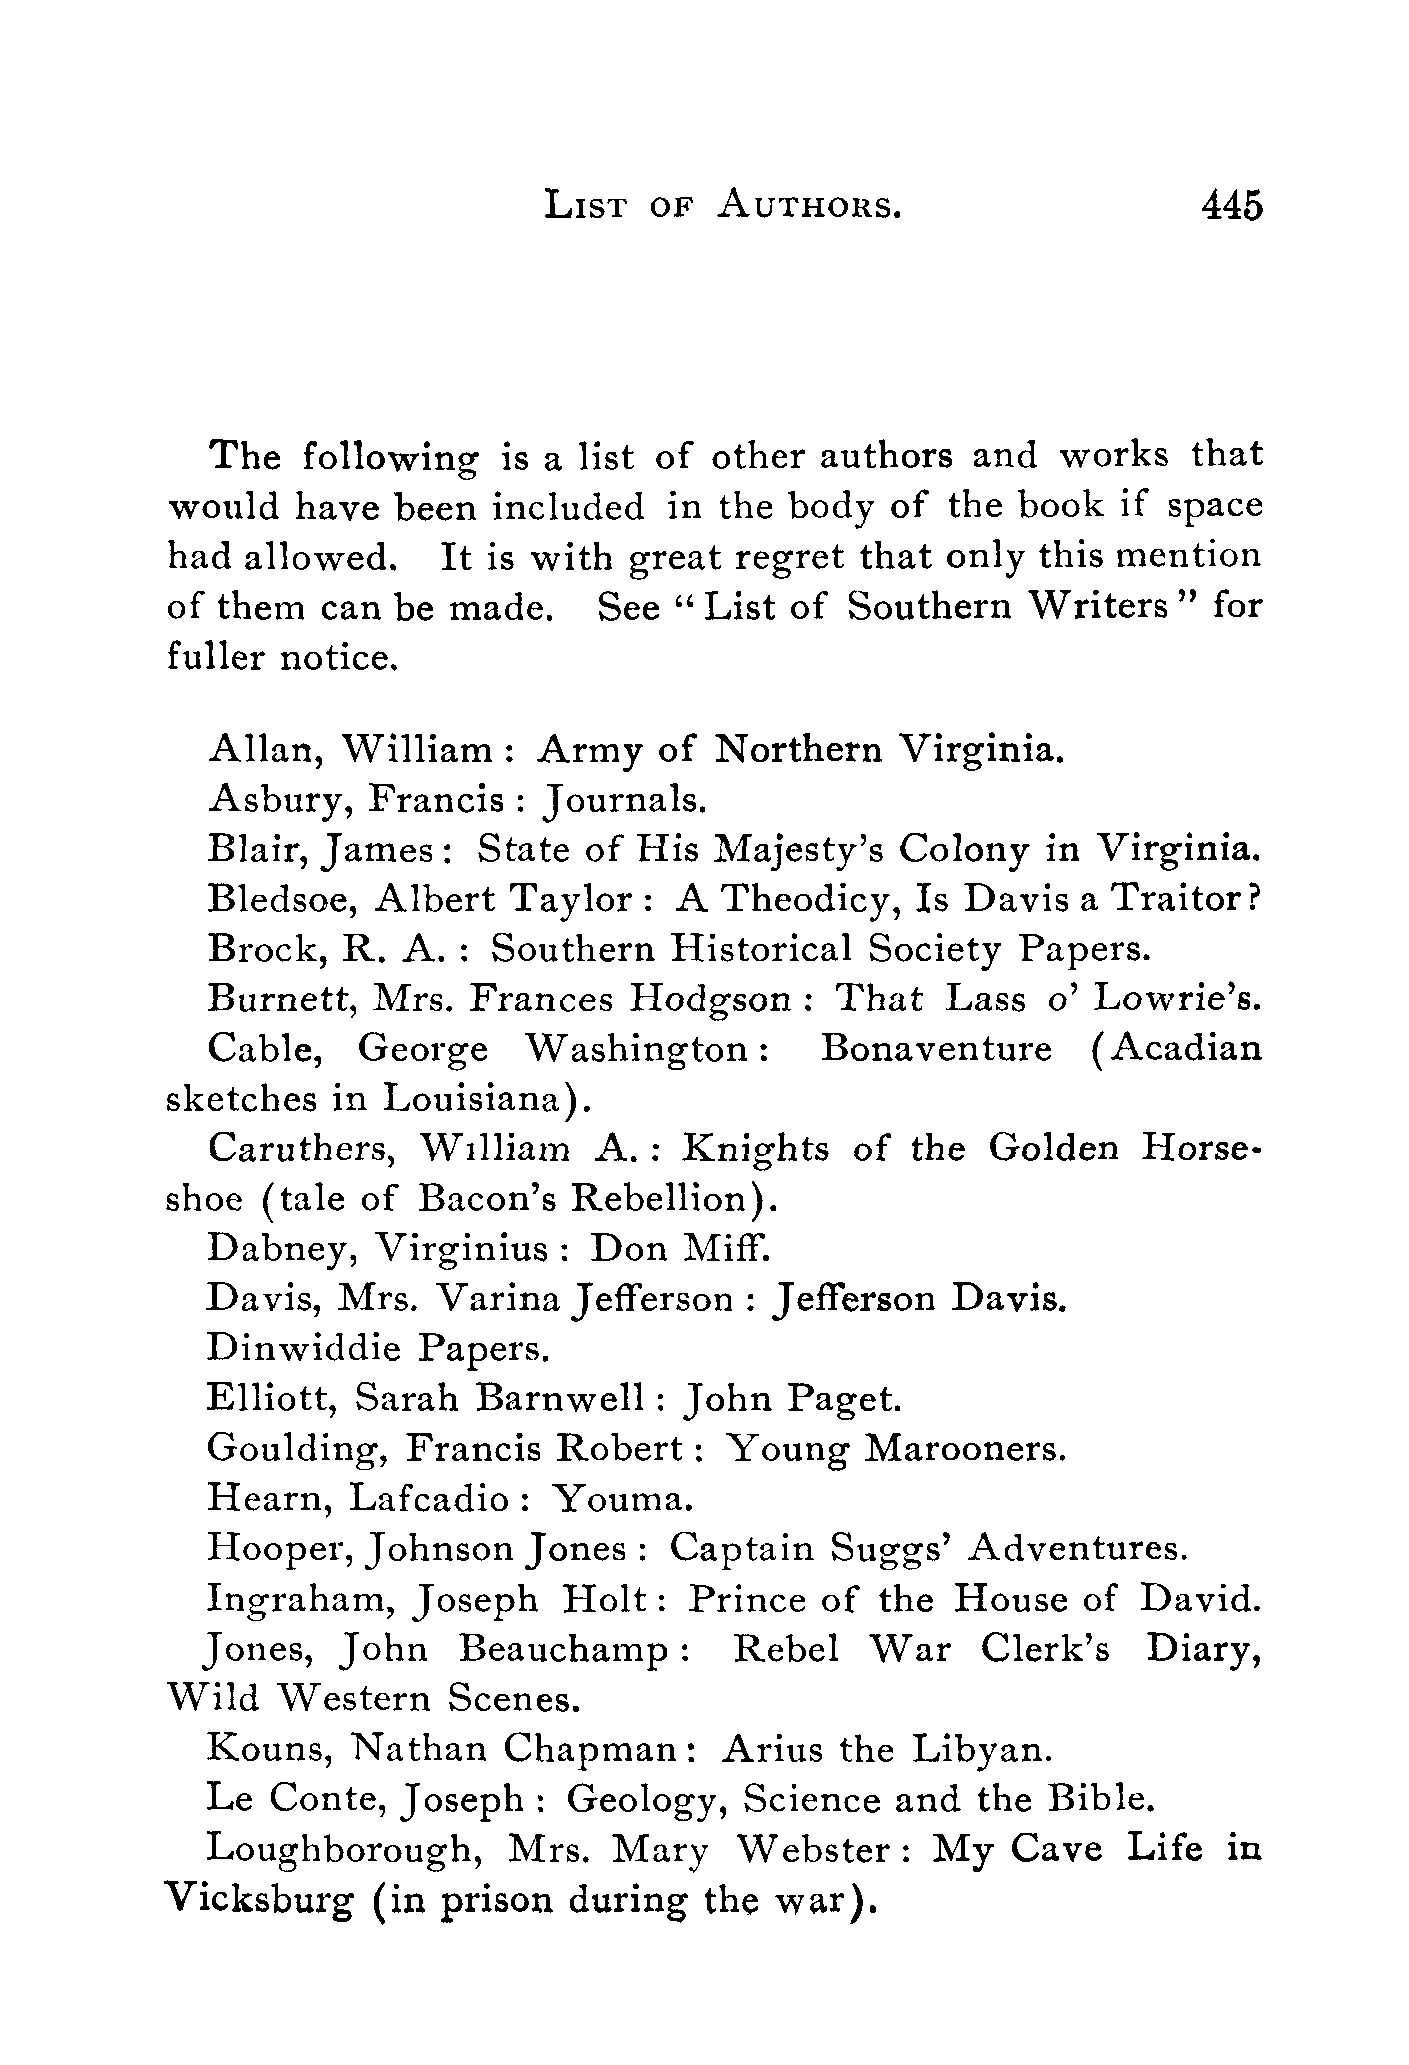 LIST OF AUTHORS. 445
The following is a list of other authors and works that
would have been included in the body of the book if space
had allowed. It is with great regret that only this mention
of them can be made. See “List of Southern Writers” for
fuller notice.
Allan, William : Army of Northern Virginia.
Asbury, Francis : Journals.
Blair, James : State of His Majesty’s Colony in Virginia.
Bledsoe, Albert Taylor : A Theodicy, Is Davis a Traitor?
Brock, R. A. : Southern Historical Society Papers.
Burnett, Mrs. Frances Hodgson : That Lass o’ Lowrie’s.
Cable, George Washington : Bonaventure (Acadian
sketches in Louisiana).
Caruthers, William A. : Knights of the Golden Horse-
shoe (tale of Bacon’s Rebellion).
Dabney, Virginius : Don Miff.
Davis, Mrs. Varina Jefferson : Jefferson Davis.
Dinwiddie Papers.
Elliott, Sarah Barnwell : John Paget.
Goulding, Francis Robert : Young Marooners.
Hearn, Lafcadio : Youma.
Hooper, Johnson Jones : Captain Suggs’ Adventures.
Ingraham, Joseph Holt : Prince of the House of David.
Jones, John Beauchamp : Rebel War Clerk’s Diary,
Wild Western Scenes.
Kouns, Nathan Chapman : Arius the Libyan.
Le Conte, Joseph : Geology, Science and the Bible.
Loughborough, Mrs. Mary Webster : My Cave Life in
Vicksburg (in prison during the war).